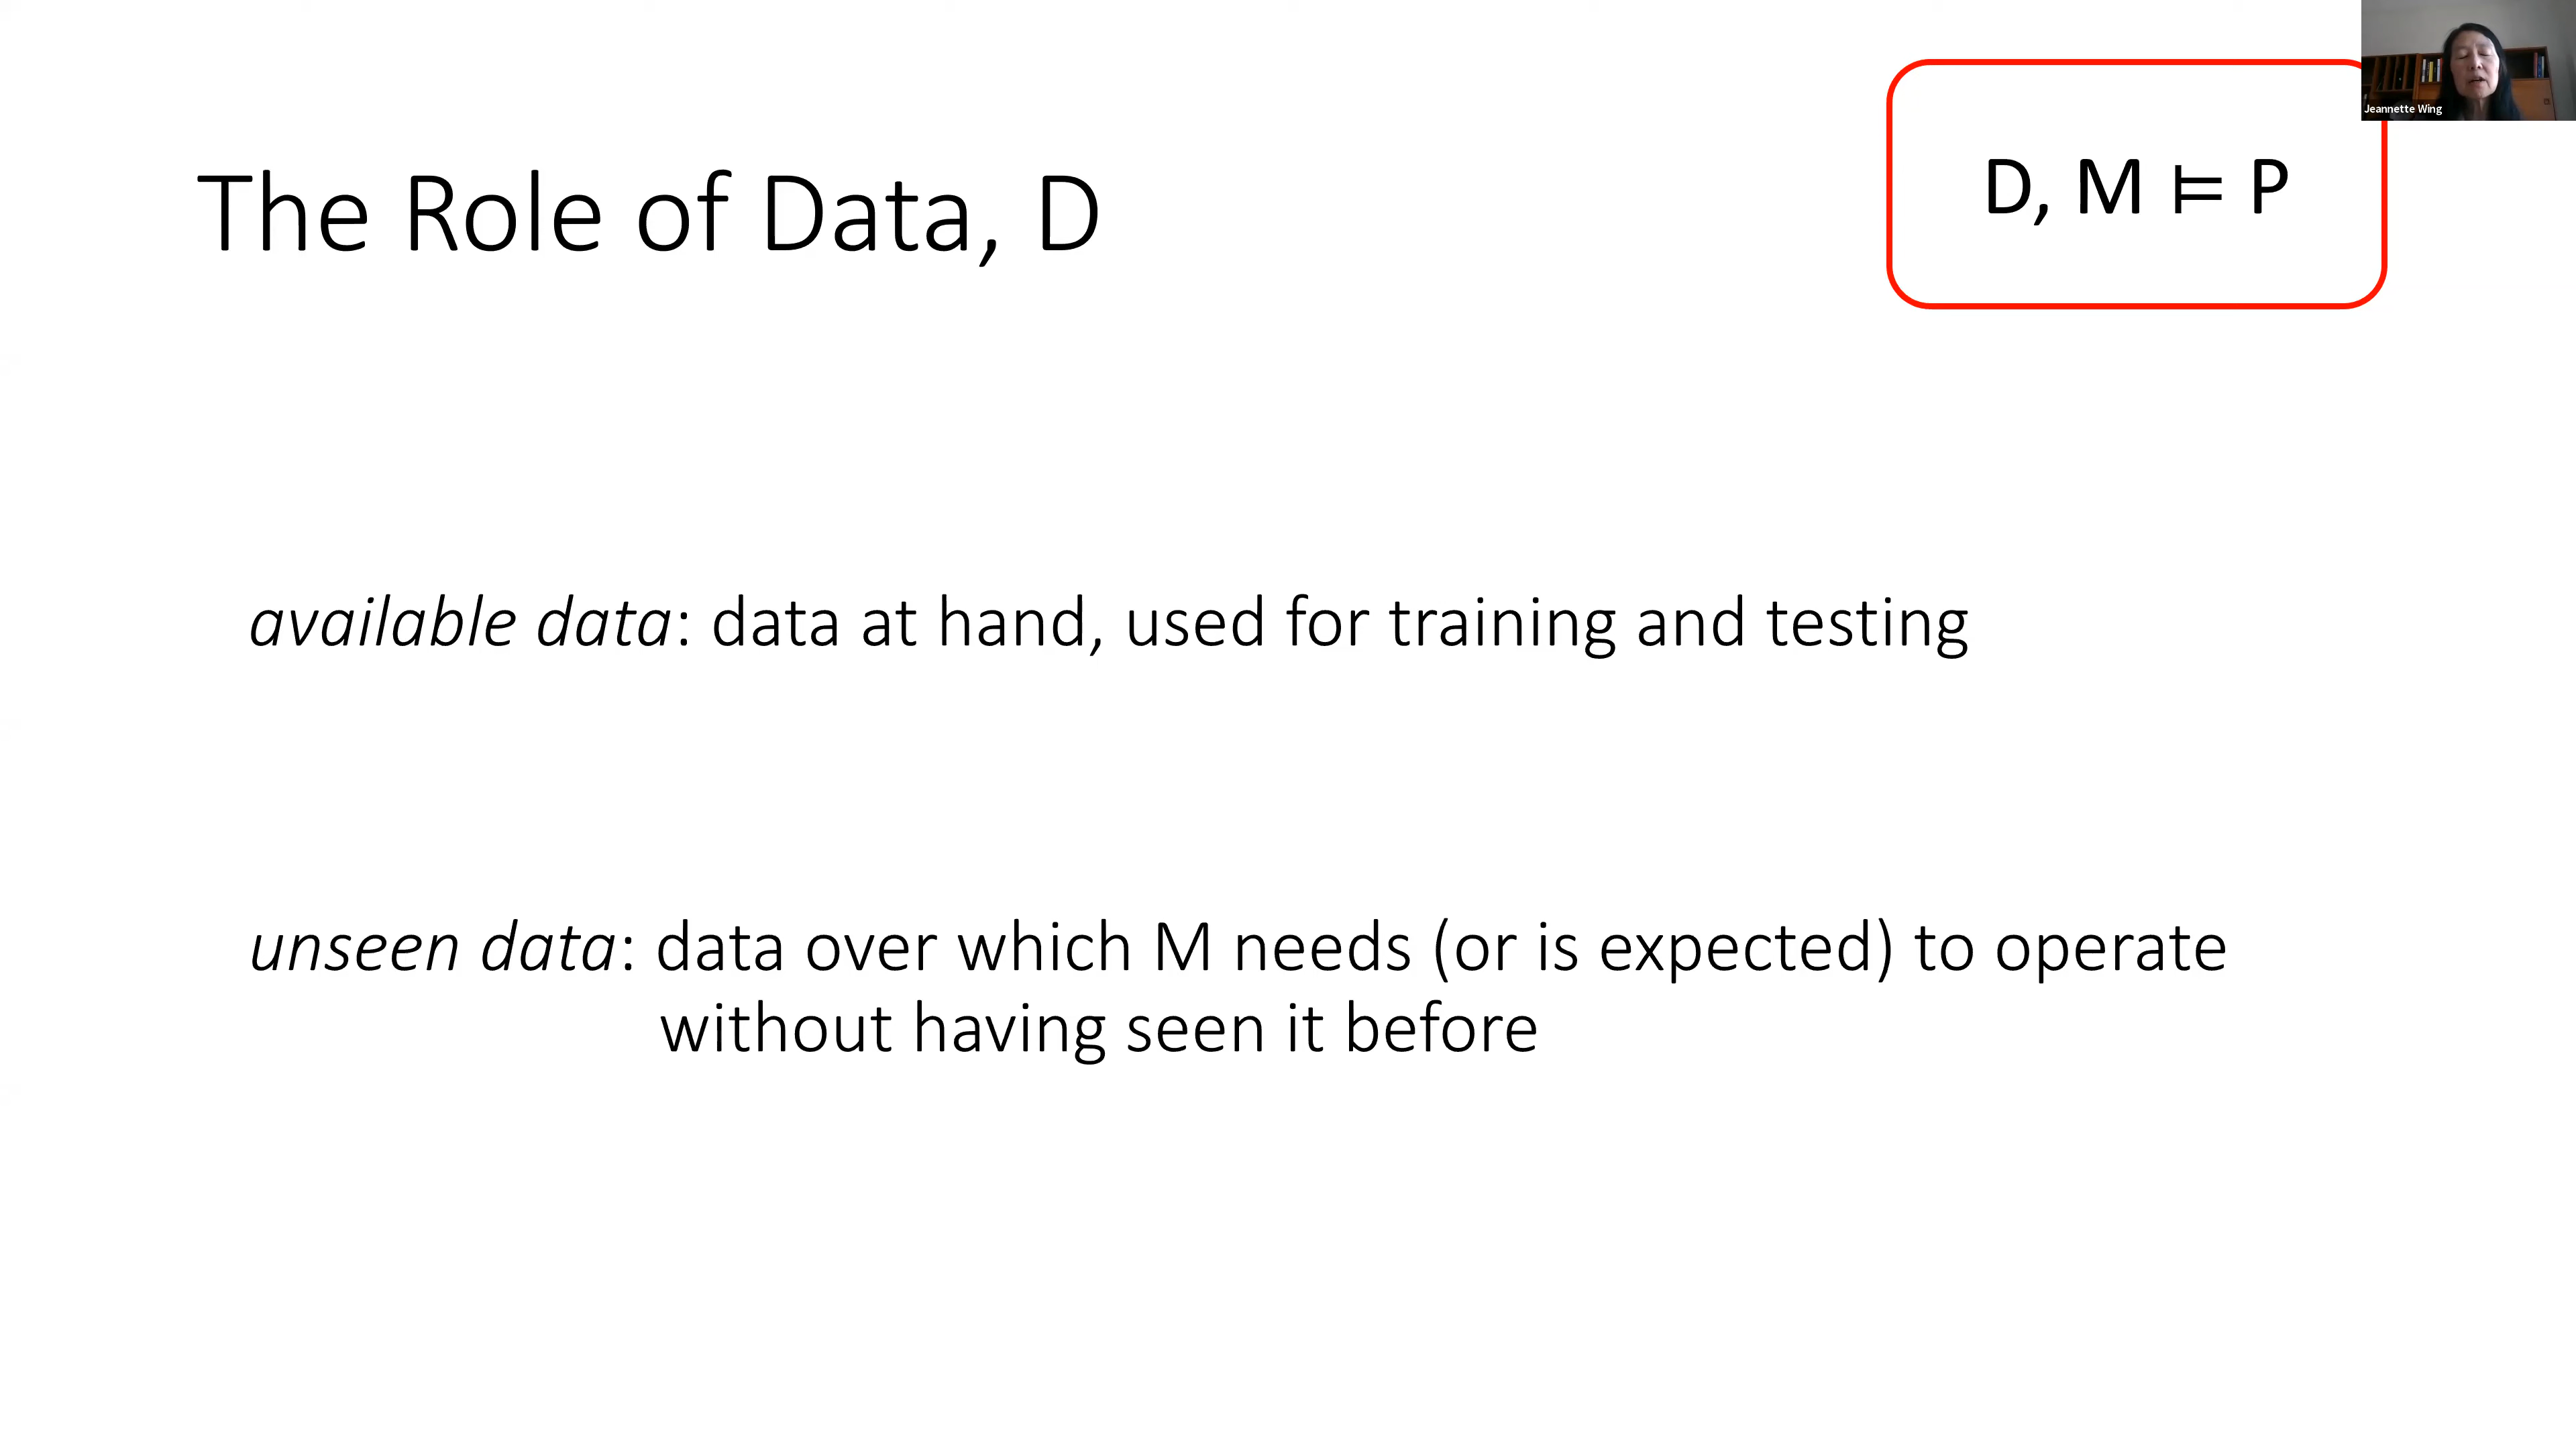 Jeannette Wing
D, M ⊨ P
The Role of Data, D
available data: data at hand, used for training and testing
unseen data: data over which M needs (or is expected) to operate
without having seen it before